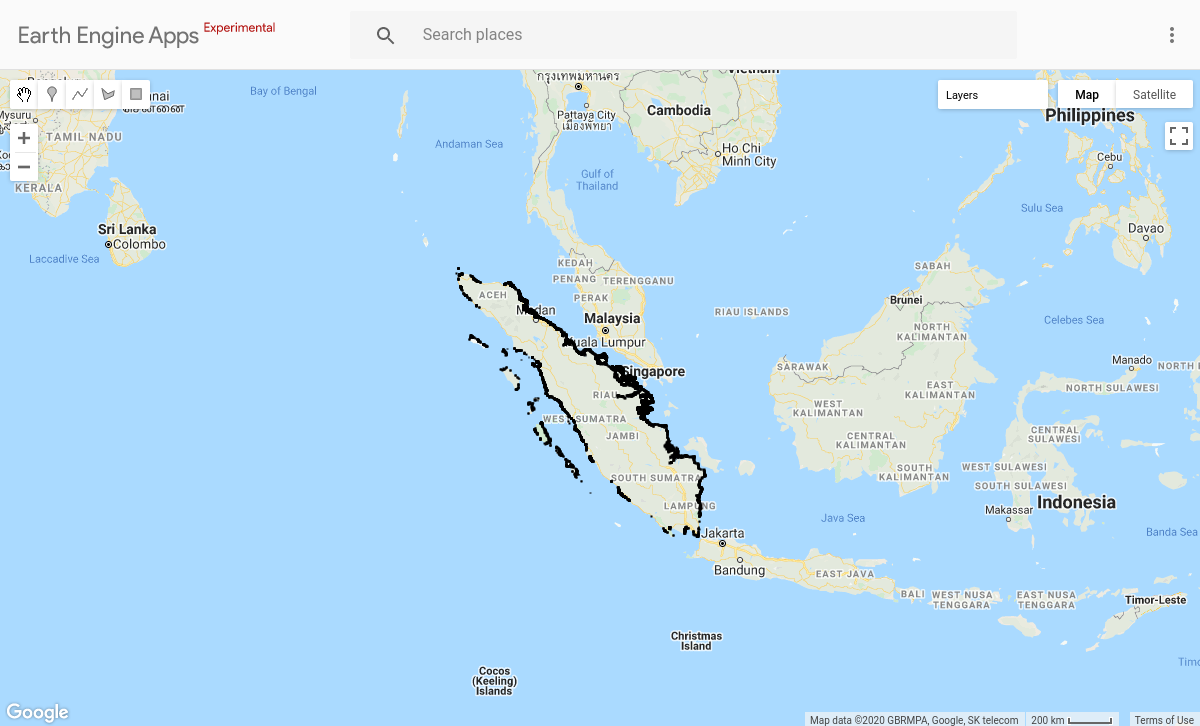 Earth Engine Apps Experimental
Search places
Layers
Map
Satellite
Bay of Bengal
Andaman Sea
TAMIL NADU
KERALA
Sri Lanka
Colombo
Laccadive Sea
กรุงเทพมหานคร
Pattaya City
เมืองพัทยา
Cambodia
Vietnam
Ho Chi
Minh City
Gulf of
Thailand
Philippines
Cebu
Sulu Sea
Davao
KEDAH
PENANG
TERENGGANU
PERAK
Malaysia
Kuala Lumpur
Singapore
RIAU ISLANDS
ACEH
Medan
RIAU
WEST SUMATRA
JAMBI
SOUTH SUMATRA
LAMPUNG
SABAH
Brunei
NORTH
KALIMANTAN
SARAWAK
EAST
KALIMANTAN
WEST
KALIMANTAN
CENTRAL
KALIMANTAN
SOUTH
KALIMANTAN
Celebes Sea
Manado
NORTH SULAWESI
CENTRAL
SULAWESI
WEST SULAWESI
SOUTH SULAWESI
Makassar
Indonesia
Banda Sea
Java Sea
Jakarta
Bandung
EAST JAVA
BALI
WEST NUSA
TENGGARA
EAST NUSA
TENGGARA
Timor-Leste
Christmas
Island
Cocos
(Keeling)
Islands
Google
Map data ©2020 GBRMPA, Google, SK telecom
200 km
Terms of Use